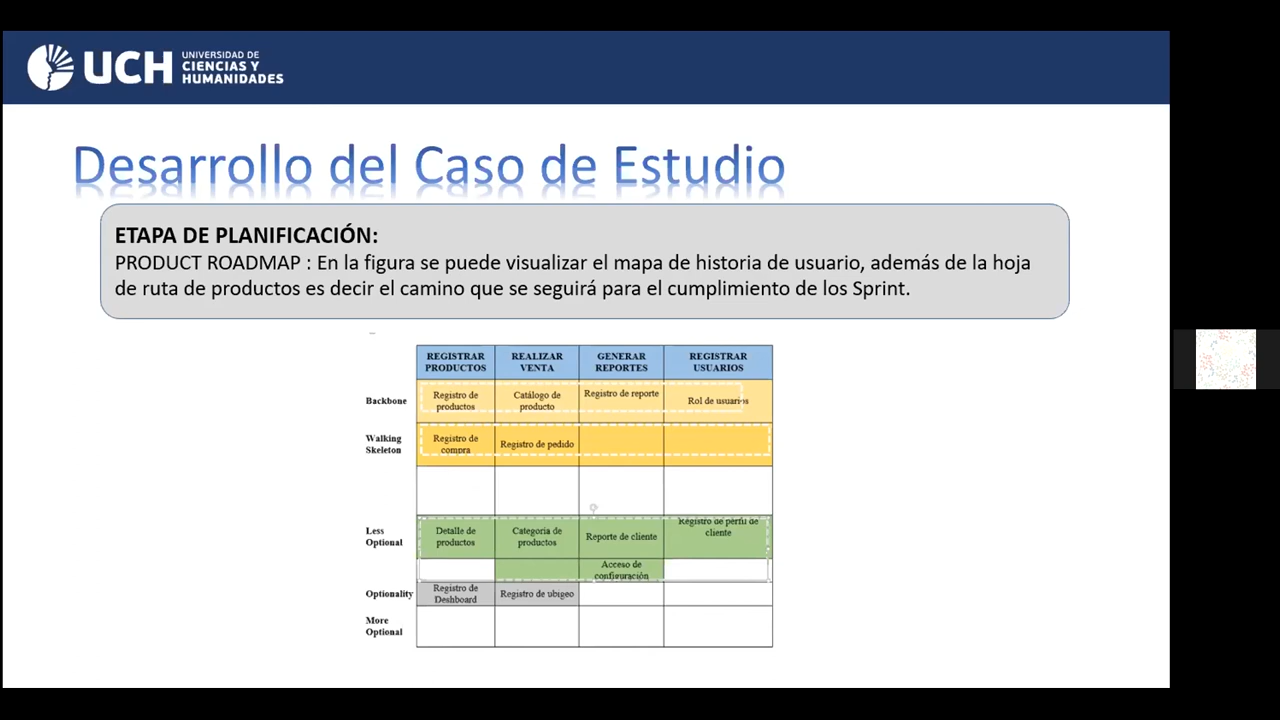 UCH UNIVERSIDAD DE
CIENCIAS Y
HUMANIDADES
Desarrollo del Caso de Estudio
ETAPA DE PLANIFICACIÓN:
PRODUCT ROADMAP : En la figura se puede visualizar el mapa de historia de usuario, además de la hoja
de ruta de productos es decir el camino que se seguirá para el cumplimiento de los Sprint.
REGISTRAR PRODUCTOS REALIZAR VENTA GENERAR REPORTES REGISTRAR USUARIOS
Backbone Registro de productos Catálogo de producto Registro de reporte Rol de usuarios
Walking Skeleton Registro de compra Registro de pedido
Less Optional Detalle de productos Categoria de productos Reporte de cliente Registro de perfil de cliente
Acceso de configuración
Optionality Registro de Deshboard Registro de ubigeo
More Optional